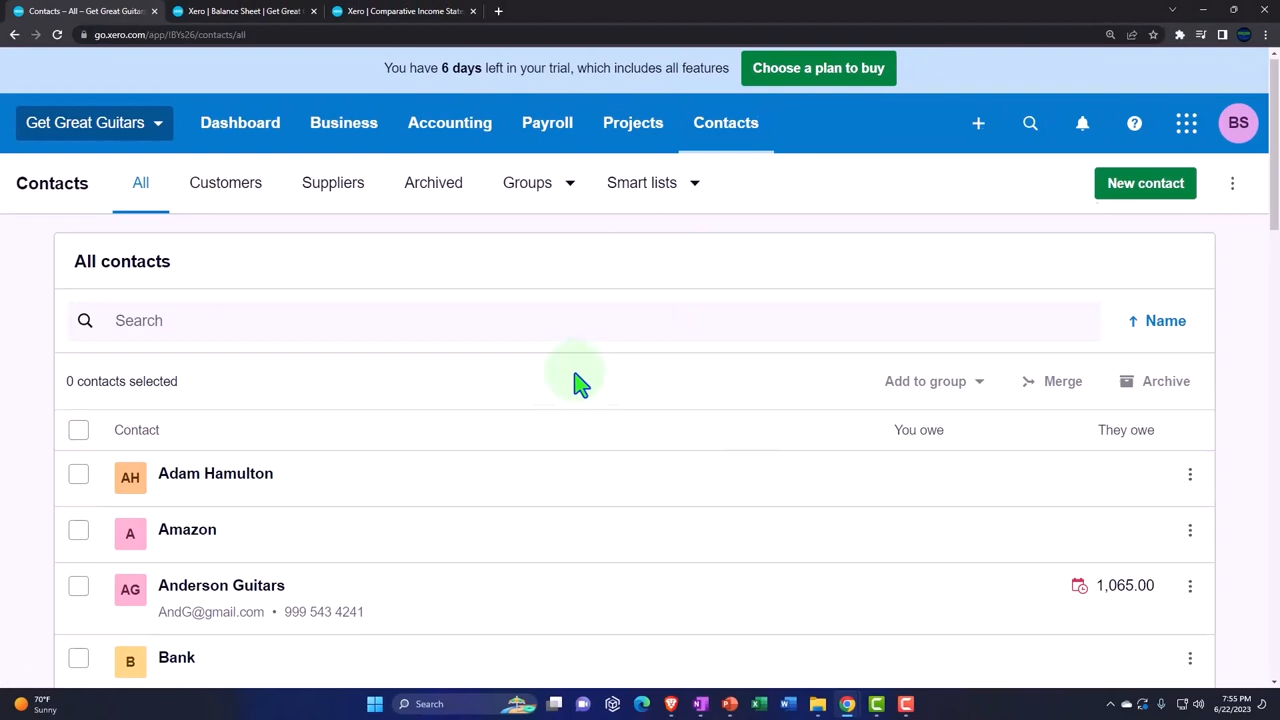 Contacts – All – Get Great Guitar
Xero | Balance Sheet | Get Great G
Xero | Comparative Income State
go.xero.com/app/!BYs26/contacts/all
You have 6 days left in your trial, which includes all features
Choose a plan to buy
Get Great Guitars
Dashboard
Business
Accounting
Payroll
Projects
Contacts
BS
Contacts
All
Customers
Suppliers
Archived
Groups
Smart lists
New contact
All contacts
Search
Name
0 contacts selected
Add to group
Merge
Archive
Contact
You owe
They owe
AH
Adam Hamulton
A
Amazon
AG
Anderson Guitars
1,065.00
AndG@gmail.com • 999 543 4241
B
Bank
70°F
Sunny
Search
7:55 PM
6/22/2023